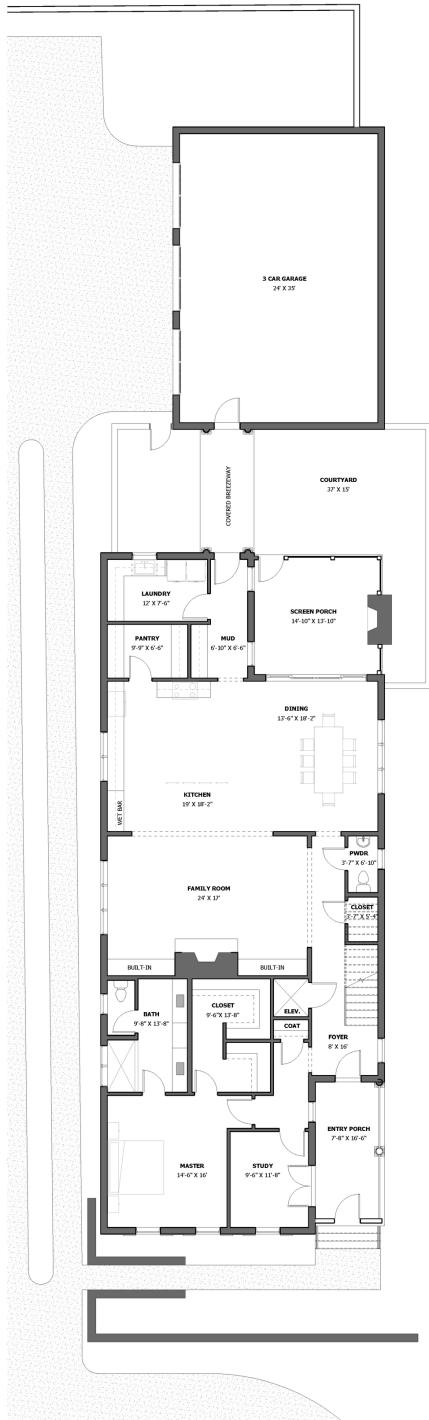 3 CAR GARAGE
24' X 35'
COVERED BREEZEWAY
COURTYARD
37' X 15'
LAUNDRY
12' X 7'-6"
SCREEN PORCH
14'-10" X 13'-10"
PANTRY
9'-9" X 6'-6"
MUD
6'-10" X 6'-6"
DINING
13'-6" X 18'-2"
KITCHEN
19' X 18'-2"
WET BAR
PWDR
3'-7" X 6'-10"
FAMILY ROOM
24' X 17'
CLOSET
BUILT-IN
BUILT-IN
BATH
9'-8" X 13'-8"
CLOSET
9'-6"X 13'-8"
ELEV.
COAT
FOYER
8' X 16'
ENTRY PORCH
7'-8" X 16'-6"
MASTER
14'-6" X 16'
STUDY
9'-6" X 11'-8"